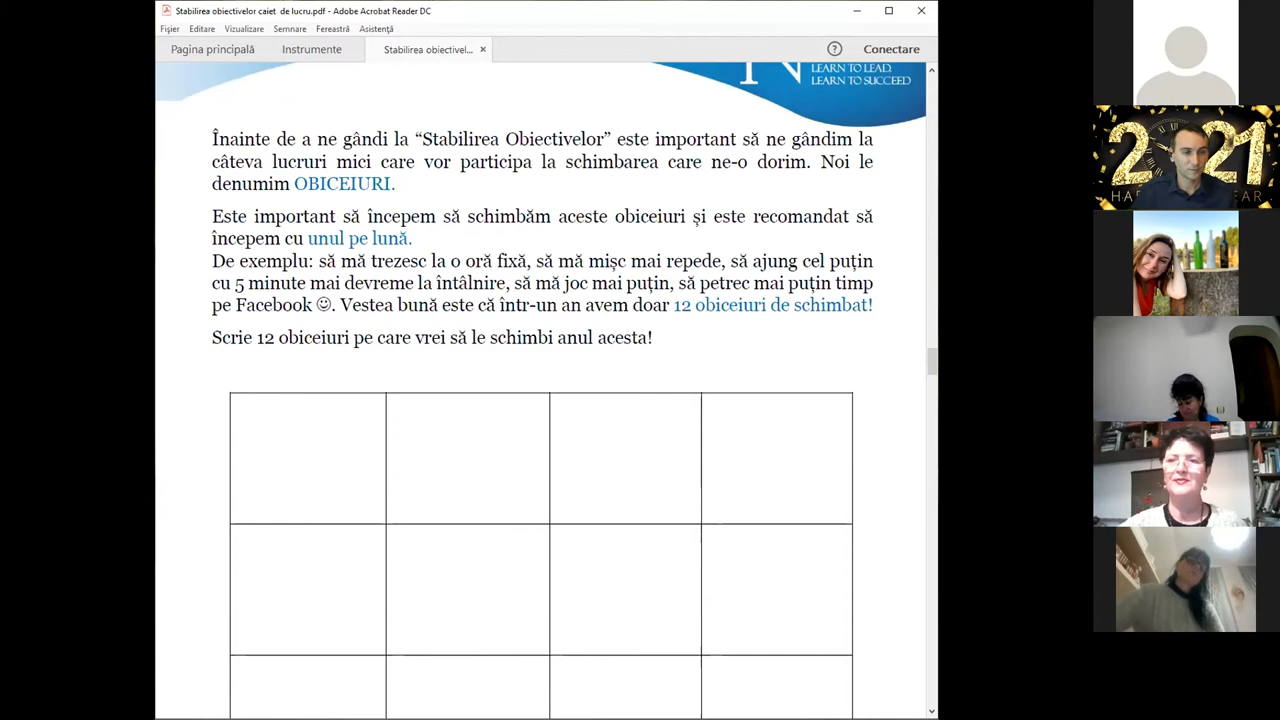 Stabilirea obiectivelor caiet de lucru.pdf - Adobe Acrobat Reader DC
Fişier Editare Vizualizare Semnare Fereastră Asistenţă
Pagina principală Instrumente Stabilirea obiectivel... × ? Conectare
N LEARN TO LEAD.
LEARN TO SUCCEED
Înainte de a ne gândi la “Stabilirea Obiectivelor” este important să ne gândim la
câteva lucruri mici care vor participa la schimbarea care ne-o dorim. Noi le
denumim OBICEIURI.
Este important să începem să schimbăm aceste obiceiuri și este recomandat să
începem cu unul pe lună.
De exemplu: să mă trezesc la o oră fixă, să mă mișc mai repede, să ajung cel puțin
cu 5 minute mai devreme la întâlnire, să mă joc mai puțin, să petrec mai puțin timp
pe Facebook ☺. Vestea bună este că într-un an avem doar 12 obiceiuri de schimbat!
Scrie 12 obiceiuri pe care vrei să le schimbi anul acesta!
2021